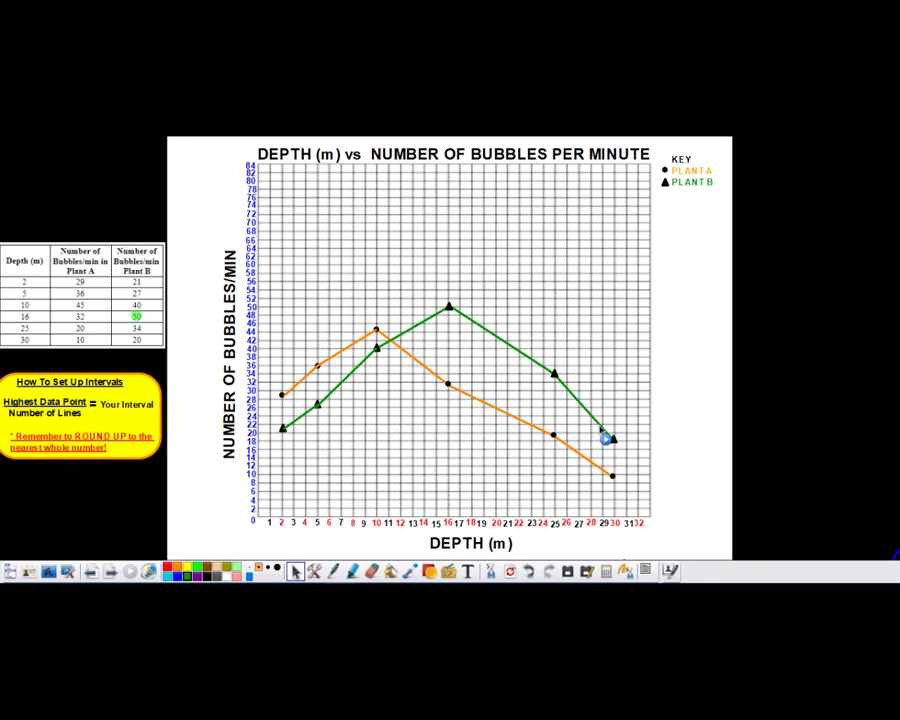 DEPTH (m) vs NUMBER OF BUBBLES PER MINUTE
KEY
PLANT A
PLANT B
84
82
80
78
76
74
72
70
68
66
64
62
60
58
56
54
52
50
48
46
44
42
40
38
36
34
32
30
28
26
24
22
20
18
16
14
12
10
8
6
4
2
0
NUMBER OF BUBBLES/MIN
1 2 3 4 5 6 7 8 9 10 11 12 13 14 15 16 17 18 19 20 21 22 23 24 25 26 27 28 29 30 31 32
DEPTH (m)
Depth (m) Number of Bubbles/min in Plant A Number of Bubbles/min Plant B
2 29 21
5 36 27
10 45 40
16 32 50
25 20 34
30 10 20
How To Set Up Intervals
Highest Data Point = Your Interval
Number of Lines
* Remember to ROUND UP to the
nearest whole number!
T